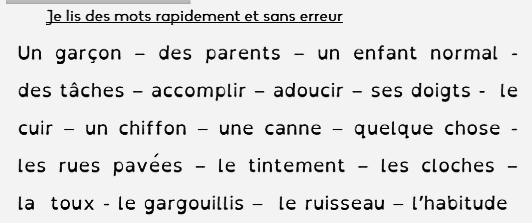 Je lis des mots rapidement et sans erreur
Un garçon – des parents – un enfant normal -
des tâches – accomplir – adoucir – ses doigts - le
cuir – un chiffon – une canne – quelque chose -
les rues pavées – le tintement – les cloches –
la toux - le gargouillis – le ruisseau – l'habitude